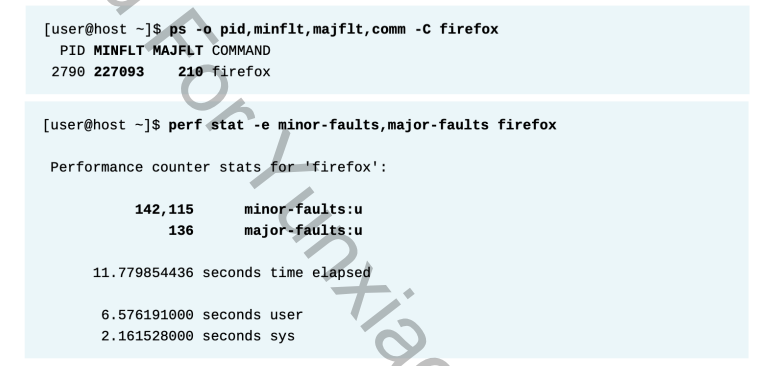 [user@host ~]$ ps -o pid,minflt,majflt,comm -C firefox
PID MINFLT MAJFLT COMMAND
2790 227093 210 firefox
[user@host ~]$ perf stat -e minor-faults,major-faults firefox
Performance counter stats for 'firefox':
142,115 minor-faults:u
136 major-faults:u
11.779854436 seconds time elapsed
6.576191000 seconds user
2.161528000 seconds sys
For Yunxiao